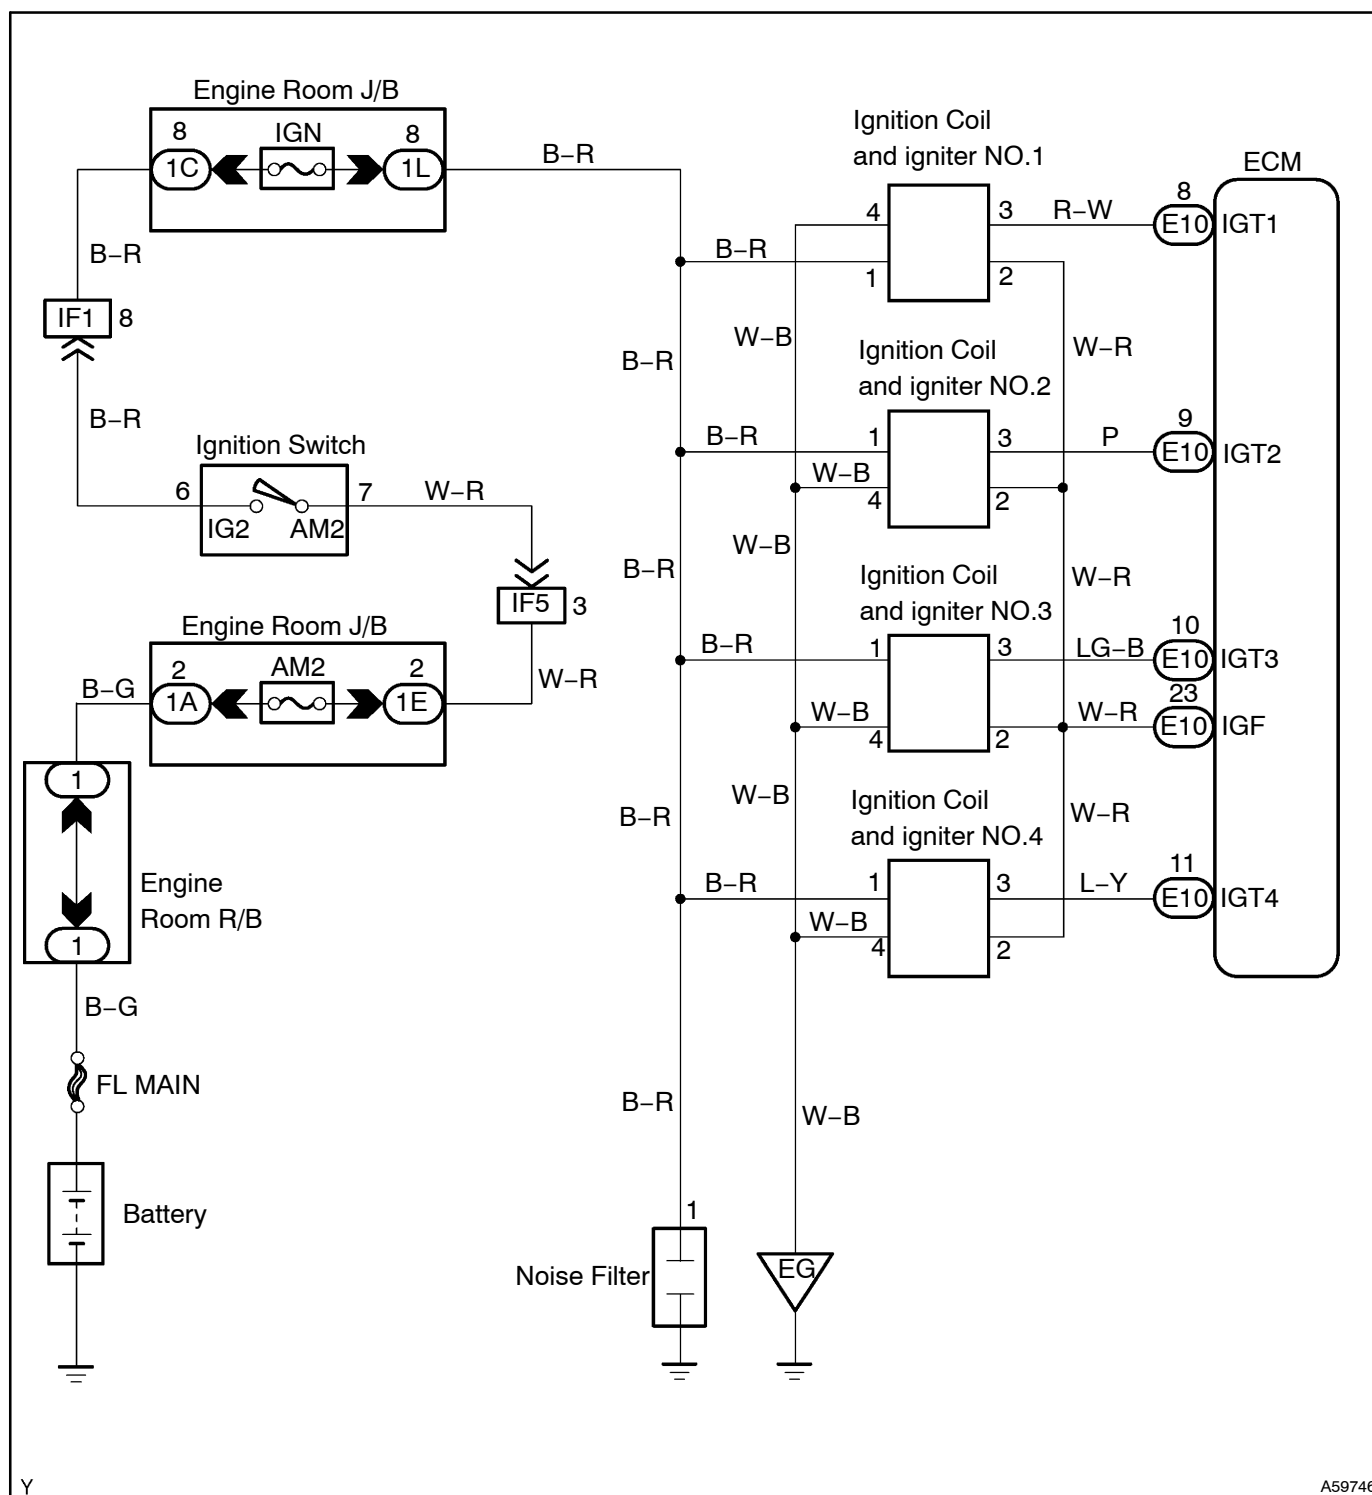 Engine Room J/B
8
IGN
8
1C
1L
B–R
Ignition Coil
and igniter NO.1
ECM
4
3
R–W
8
E10
IGT1
B–R
1
2
B–R
IF1
8
W–B
W–R
B–R
Ignition Coil
and igniter NO.2
B–R
Ignition Switch
B–R
1
3
P
9
E10
IGT2
6
7
W–R
IG2
AM2
W–B
4
2
W–B
B–R
W–R
Ignition Coil
and igniter NO.3
IF5
3
Engine Room J/B
2
AM2
2
1A
1E
B–G
W–R
B–R
1
3
LG–B
10
E10
IGT3
W–B
4
2
W–R
23
E10
IGF
1
W–B
B–R
W–R
Ignition Coil
and igniter NO.4
Engine
Room R/B
1
B–R
1
3
L–Y
11
E10
IGT4
W–B
4
2
B–G
FL MAIN
B–R
W–B
Battery
1
Noise Filter
EG
Y
A59746